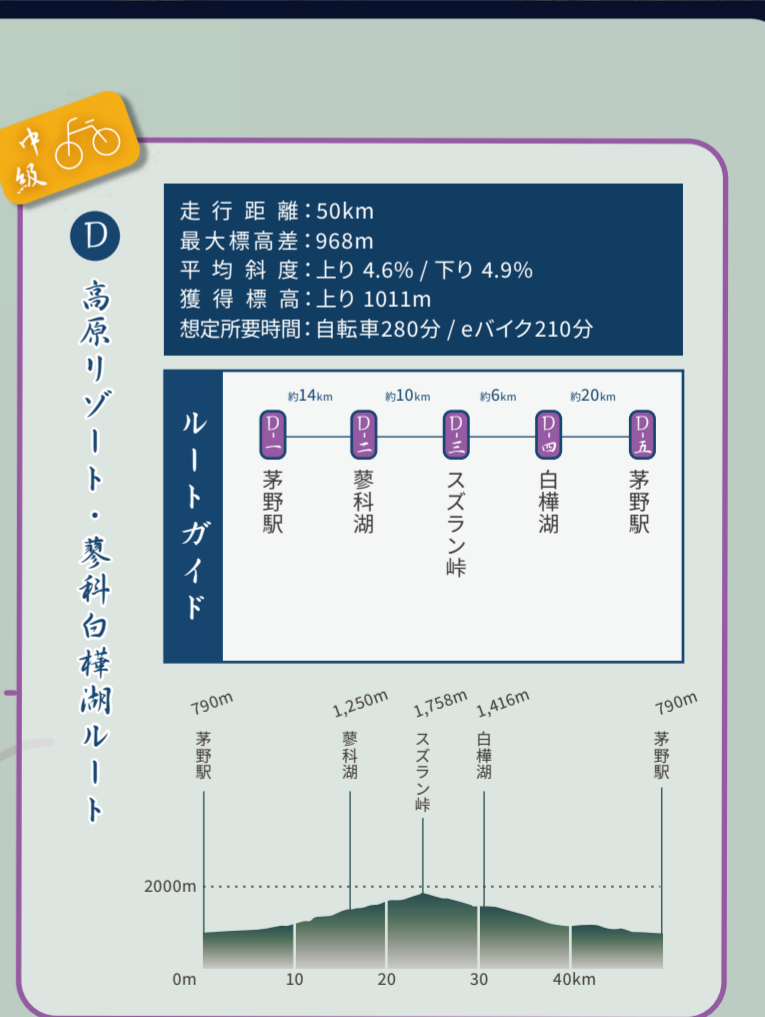 中級
D
高原リゾート・蓼科白樺湖ルート
走行距離：50km
最大標高差：968m
平均斜度：上り 4.6% / 下り 4.9%
獲得標高：上り 1011m
想定所要時間：自転車280分 / eバイク210分
ルートガイド
約14km 約10km 約6km 約20km
D-一 D-二 D-三 D-四 D-五
茅野駅 蓼科湖 スズラン峠 白樺湖 茅野駅
790m 1,250m 1,758m 1,416m 790m
茅野駅 蓼科湖 スズラン峠 白樺湖 茅野駅
2000m
0m 10 20 30 40km